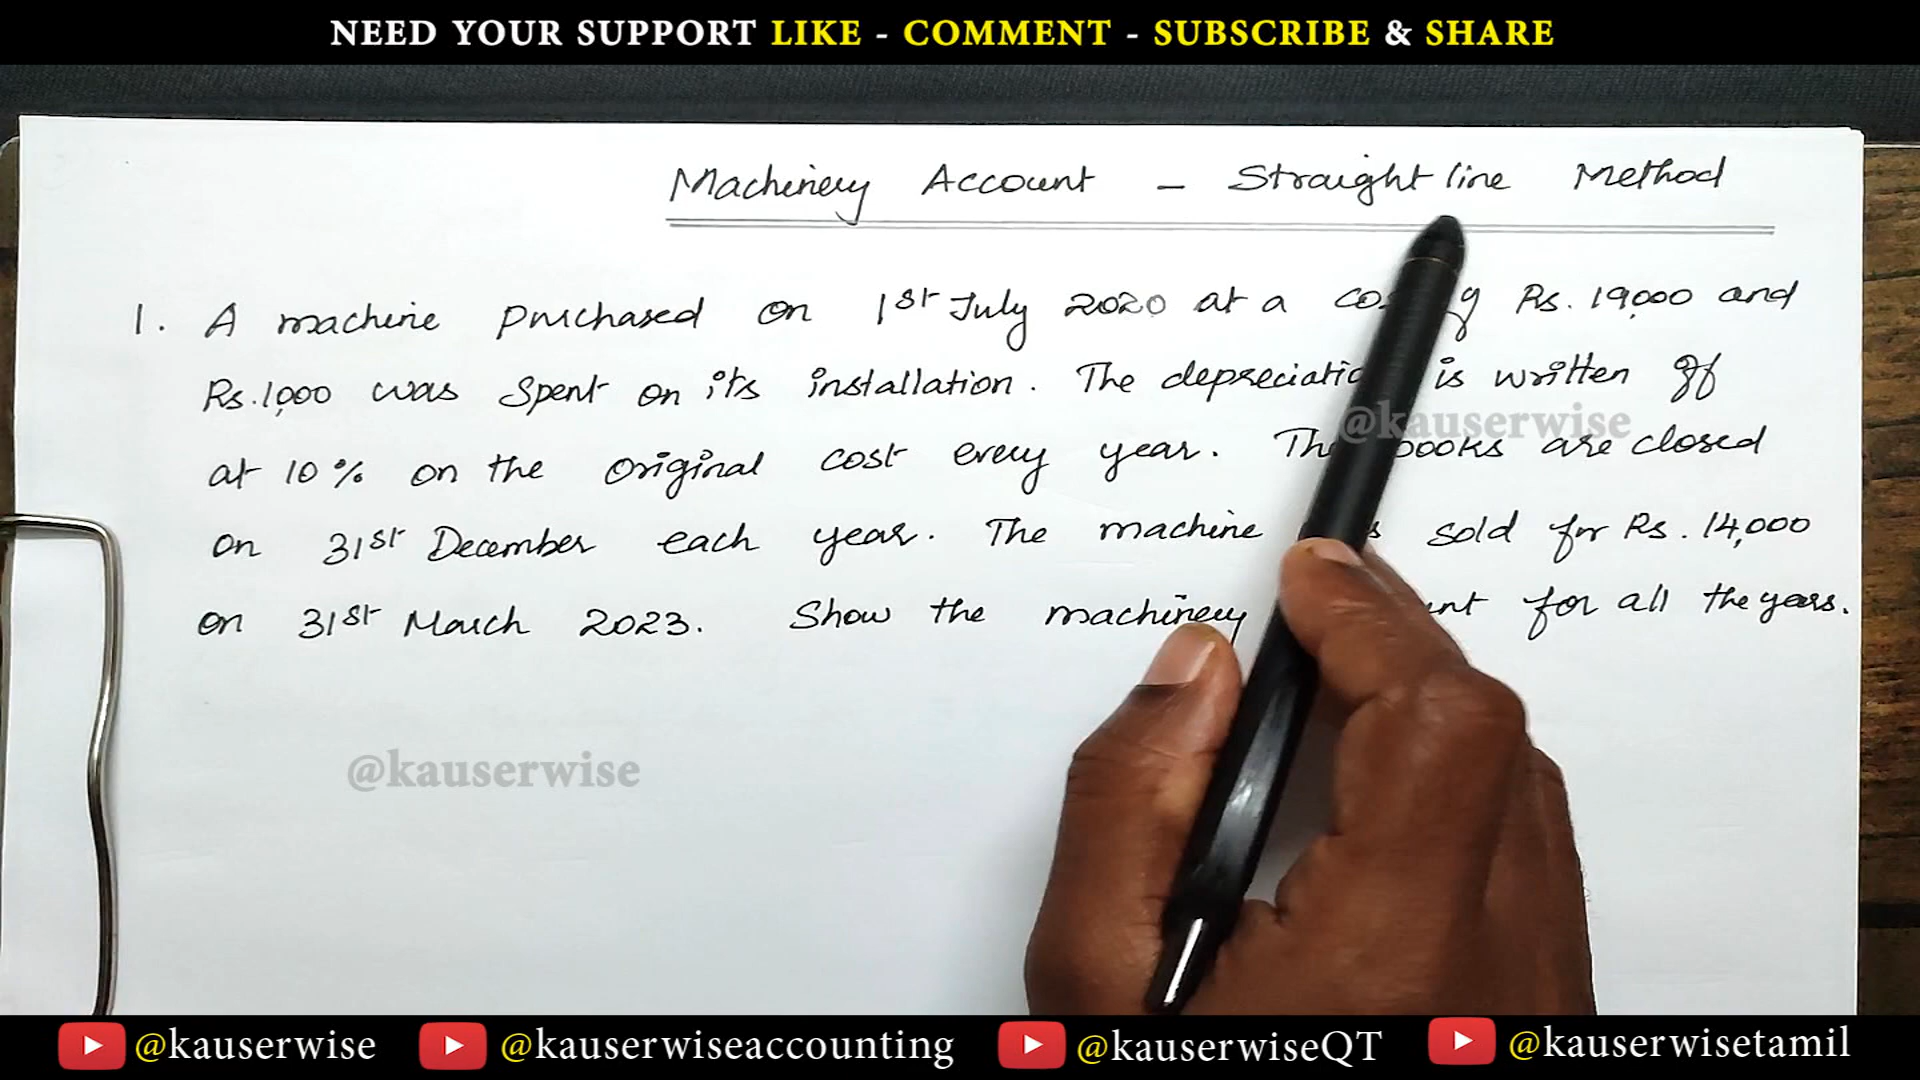 NEED YOUR SUPPORT LIKE - COMMENT - SUBSCRIBE & SHARE
Machinery Account - Straight line Method
1. A machine purchased on 1st July 2020 at a Rs. 19,000 and
Rs. 1,000 was spent on its installation. The is written off
@kauserwise
at 10% on the original cost every year. books are closed
on 31st December each year. The machine sold for Rs. 14,000
on 31st March 2023. Show the machinery for all the years.
@kauserwise
@kauserwise @kauserwiseaccounting @kauserwiseQT @kauserwisetamil